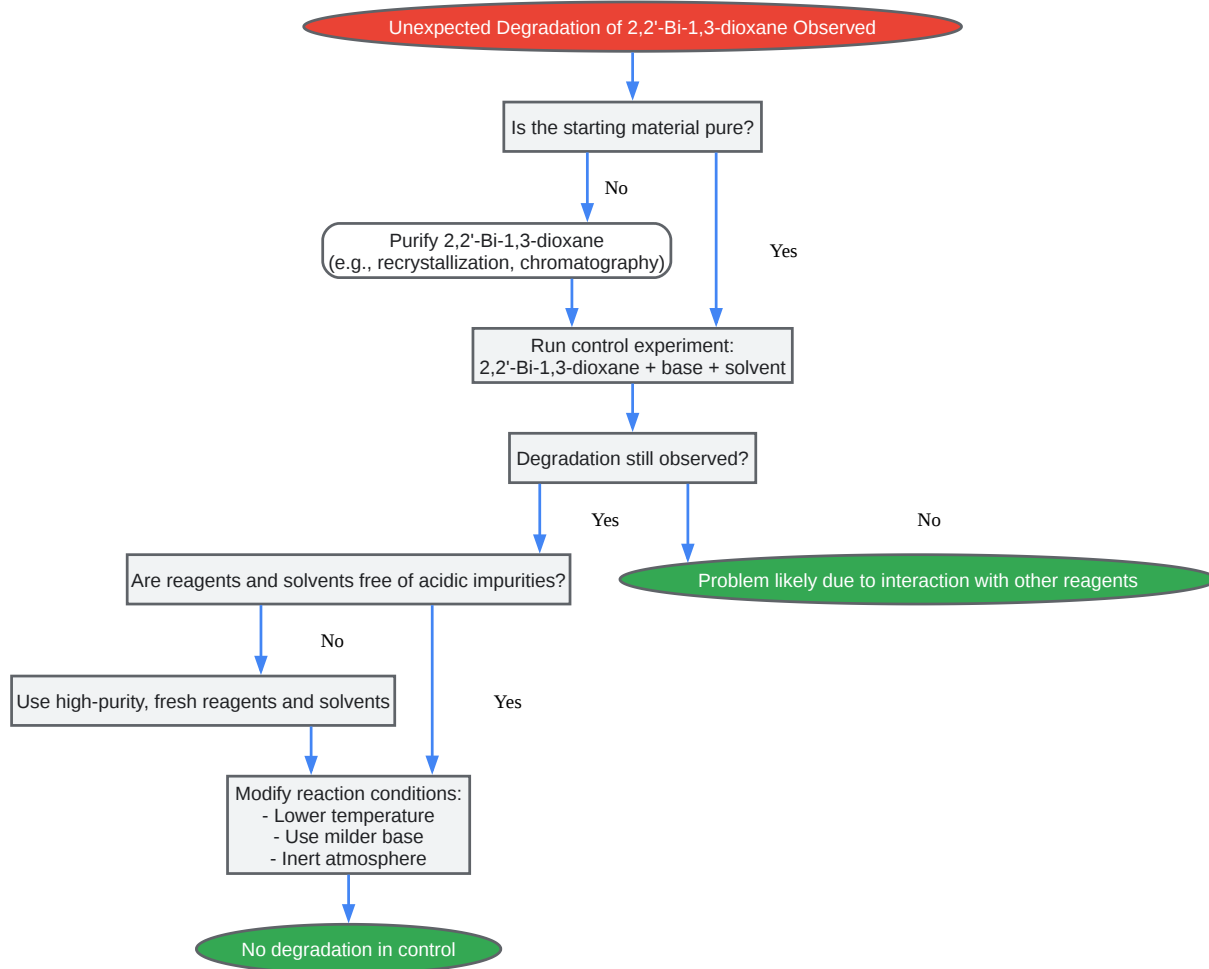 Unexpected Degradation of 2,2'-Bi-1,3-dioxane Observed
Is the starting material pure?
No
Purify 2,2'-Bi-1,3-dioxane
(e.g., recrystallization, chromatography)
Yes
Run control experiment:
2,2'-Bi-1,3-dioxane + base + solvent
Degradation still observed?
Yes
No
Are reagents and solvents free of acidic impurities?
Problem likely due to interaction with other reagents
No
Use high-purity, fresh reagents and solvents
Yes
Modify reaction conditions:
- Lower temperature
- Use milder base
- Inert atmosphere
No degradation in control